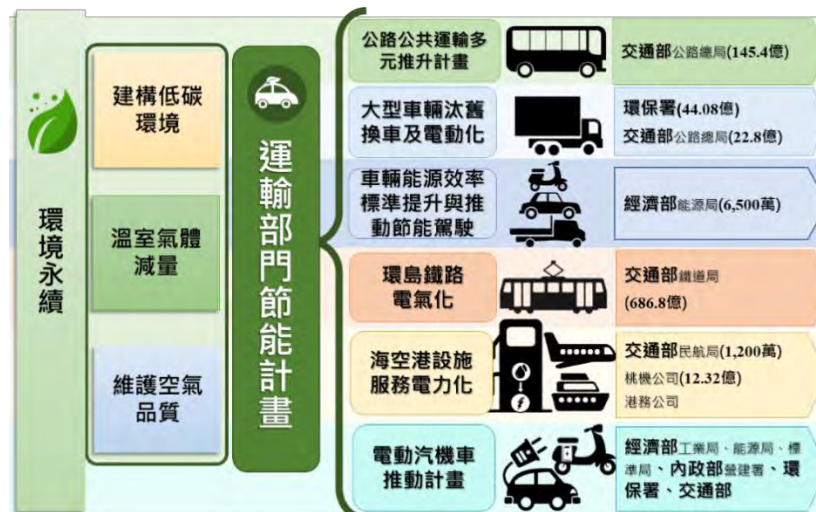 環境永續
建構低碳
環境
溫室氣體
減量
維護空氣
品質
運輸部門節能計畫
公路公共運輸多
元推升計畫
交通部公路總局(145.4億)
大型車輛汰舊
換車及電動化
環保署(44.08億)
交通部公路總局(22.8億)
車輛能源效率
標準提升與推
動節能駕駛
經濟部能源局(6,500萬)
環島鐵路
電氣化
交通部鐵道局
(686.8億)
海空港設施
服務電力化
交通部民航局(1,200萬)
桃機公司(12.32億)
港務公司
電動汽機車
推動計畫
經濟部工業局、能源局、標
準局、內政部營建署、環
保署、交通部